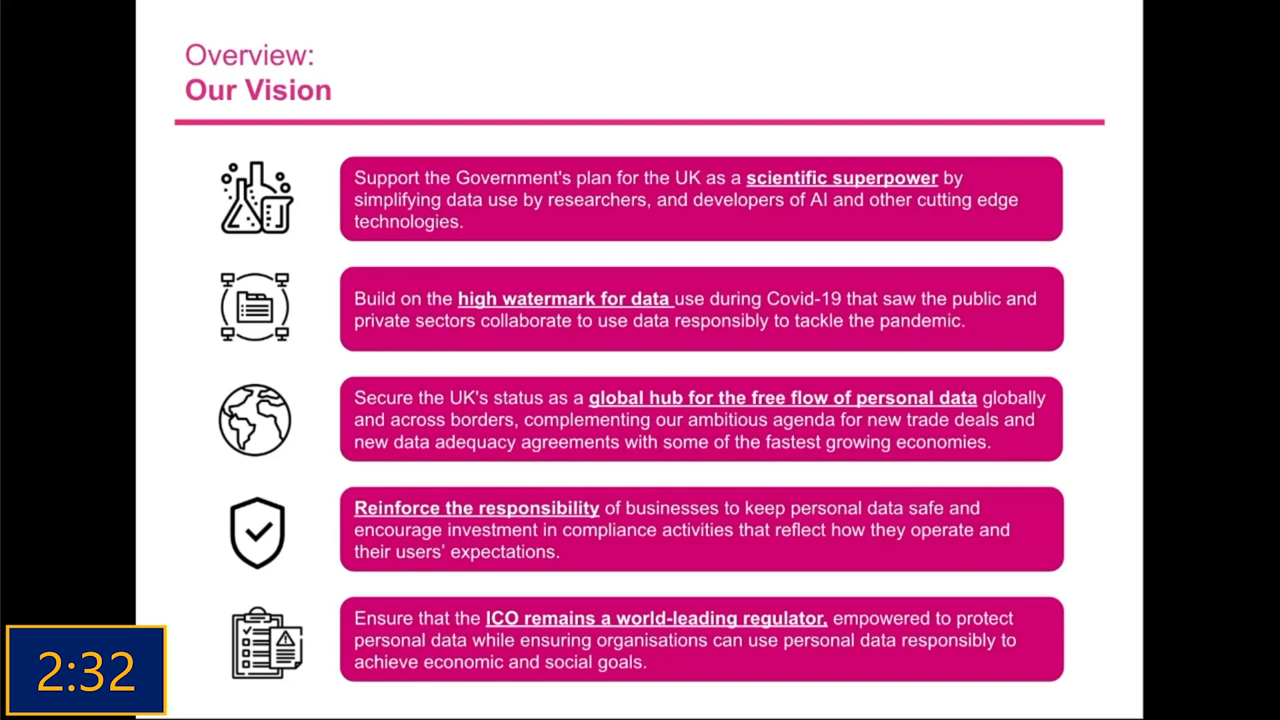 Overview:
Our Vision
Support the Government's plan for the UK as a scientific superpower by
simplifying data use by researchers, and developers of AI and other cutting edge
technologies.
Build on the high watermark for data use during Covid-19 that saw the public and
private sectors collaborate to use data responsibly to tackle the pandemic.
Secure the UK's status as a global hub for the free flow of personal data globally
and across borders, complementing our ambitious agenda for new trade deals and
new data adequacy agreements with some of the fastest growing economies.
Reinforce the responsibility of businesses to keep personal data safe and
encourage investment in compliance activities that reflect how they operate and
their users’ expectations.
Ensure that the ICO remains a world-leading regulator, empowered to protect
personal data while ensuring organisations can use personal data responsibly to
achieve economic and social goals.
2:32